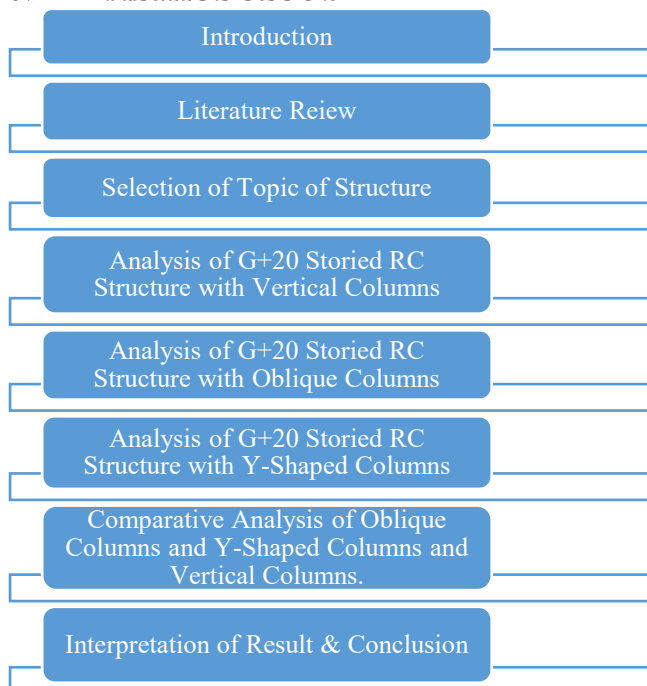 Introduction
Literature Reiew
Selection of Topic of Structure
Analysis of G+20 Storied RC
Structure with Vertical Columns
Analysis of G+20 Storied RC
Structure with Oblique Columns
Analysis of G+20 Storied RC
Structure with Y-Shaped Columns
Comparative Analysis of Oblique
Columns and Y-Shaped Columns and
Vertical Columns.
Interpretation of Result & Conclusion